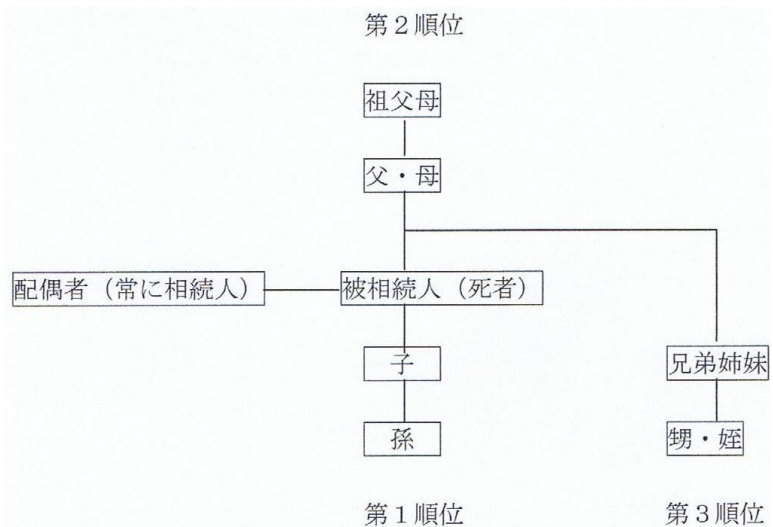 第２順位
祖父母
父・母
配偶者（常に相続人）
被相続人（死者）
子
兄弟姉妹
孫
甥・姪
第１順位
第３順位